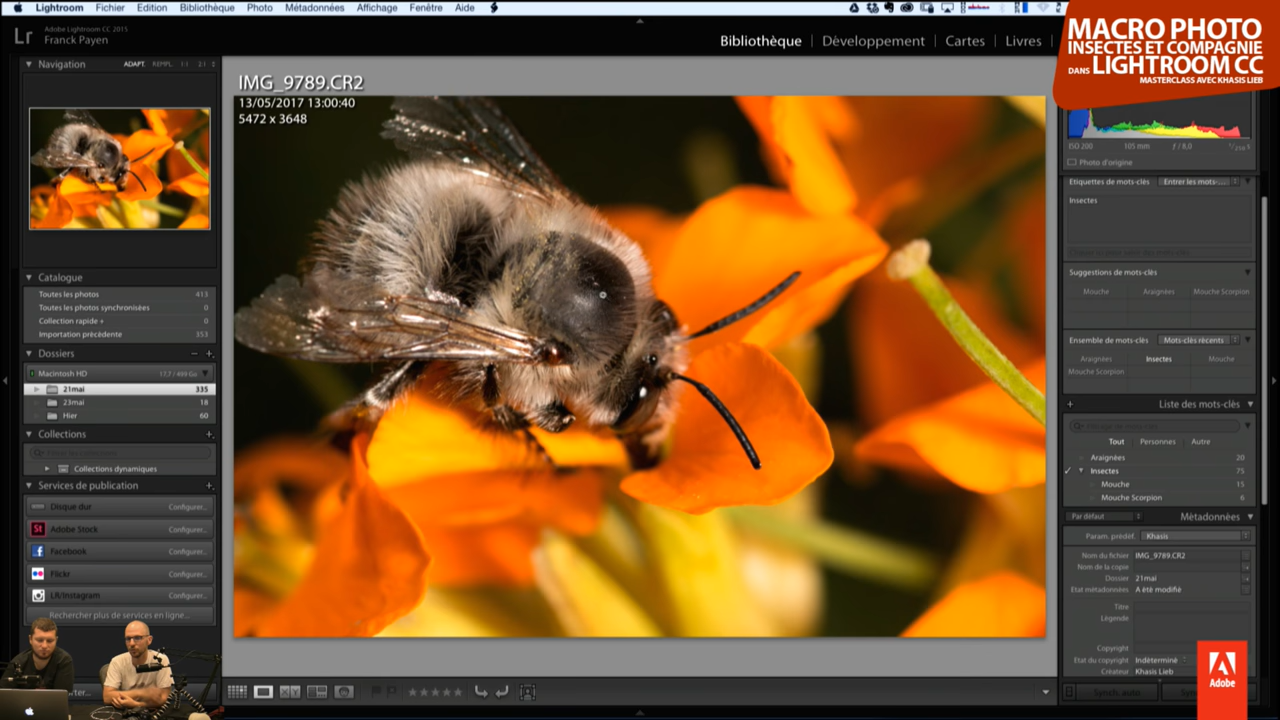 Lightroom Fichier Edition Bibliothèque Photo Métadonnées Affichage Fenêtre Aide
MACRO PHOTO
INSECTES ET COMPAGNIE
DANS LIGHTROOM CC
MASTERCLASS AVEC KHASIS LIEB
Lr
Adobe Lightroom CC 2015
Franck Payen
Bibliothèque Développement Cartes Livres
Navigation ADAPT. REMPL. 1:1 2:1
IMG_9789.CR2
13/05/2017 13:00:40
5472 x 3648
Catalogue
Toutes les photos 413
Toutes les photos synchronisées 0
Collection rapide + 0
Importation précédente 353
Dossiers
Macintosh HD 17,7 / 499 Go
21mai 335
23mai 18
Hier 60
Collections
Collections dynamiques
Services de publication
Disque dur Configurer...
St Adobe Stock Configurer...
Facebook Configurer...
Flickr Configurer...
LR/Instagram Configurer...
Rechercher plus de services en ligne...
ISO 200 105 mm ƒ / 8,0
Photo d'origine
Etiquettes de mots-clés Entrer les mots-...
Insectes
Suggestions de mots-clés
Mouche Araignées Mouche Scorpion
Ensemble de mots-clés Mots-clés récents
Araignées Insectes Mouche
Mouche Scorpion
Liste des mots-clés
Tout Personnes Autre
Araignées 20
Insectes 75
Mouche 15
Mouche Scorpion 6
Par défaut Métadonnées
Param. prédéf. Khasis
Nom du fichier IMG_9789.CR2
Nom de la copie
Dossier 21mai
Etat métadonnées A été modifié
Titre
Légende
Copyright
Etat du copyright Indéterminé
Créateur Khasis Lieb
Synch. auto
Adobe